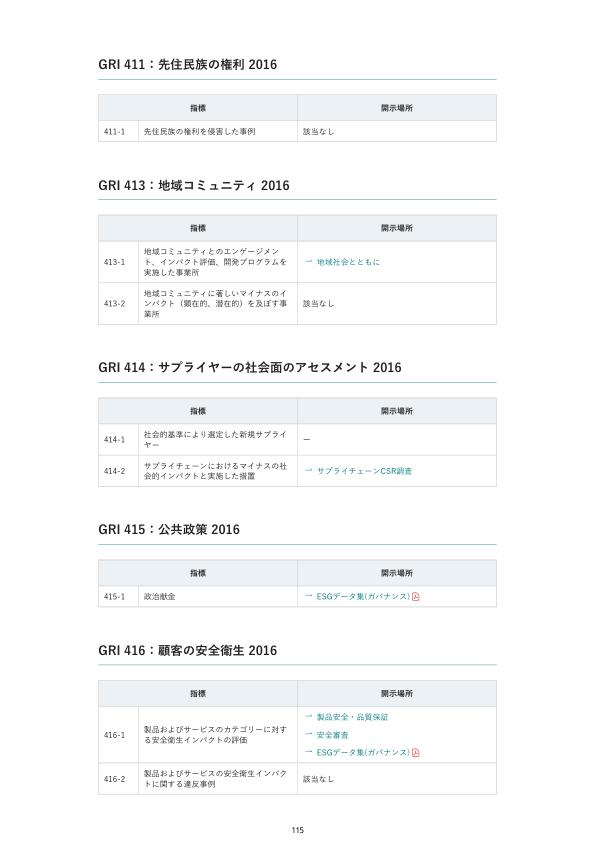 GRI 411：先住民族の権利 2016
指標 開示場所
411-1 先住民族の権利を侵害した事例 該当なし
GRI 413：地域コミュニティ 2016
指標 開示場所
413-1 地域コミュニティとのエンゲージメン
ト、インパクト評価、開発プログラムを
実施した事業所
→ 地域社会とともに
413-2 地域コミュニティに著しいマイナスのイ
ンパクト（顕在的、潜在的）を及ぼす事
業所
該当なし
GRI 414：サプライヤーの社会面のアセスメント 2016
指標 開示場所
414-1 社会的基準により選定した新規サプライ
ヤー
ー
414-2 サプライチェーンにおけるマイナスの社
会的インパクトと実施した措置
→ サプライチェーンCSR調査
GRI 415：公共政策 2016
指標 開示場所
415-1 政治献金 → ESGデータ集(ガバナンス)
GRI 416：顧客の安全衛生 2016
指標 開示場所
416-1 製品およびサービスのカテゴリーに対す
る安全衛生インパクトの評価
→ 製品安全・品質保証
→ 安全審査
→ ESGデータ集(ガバナンス)
416-2 製品およびサービスの安全衛生インパク
トに関する違反事例
該当なし
115